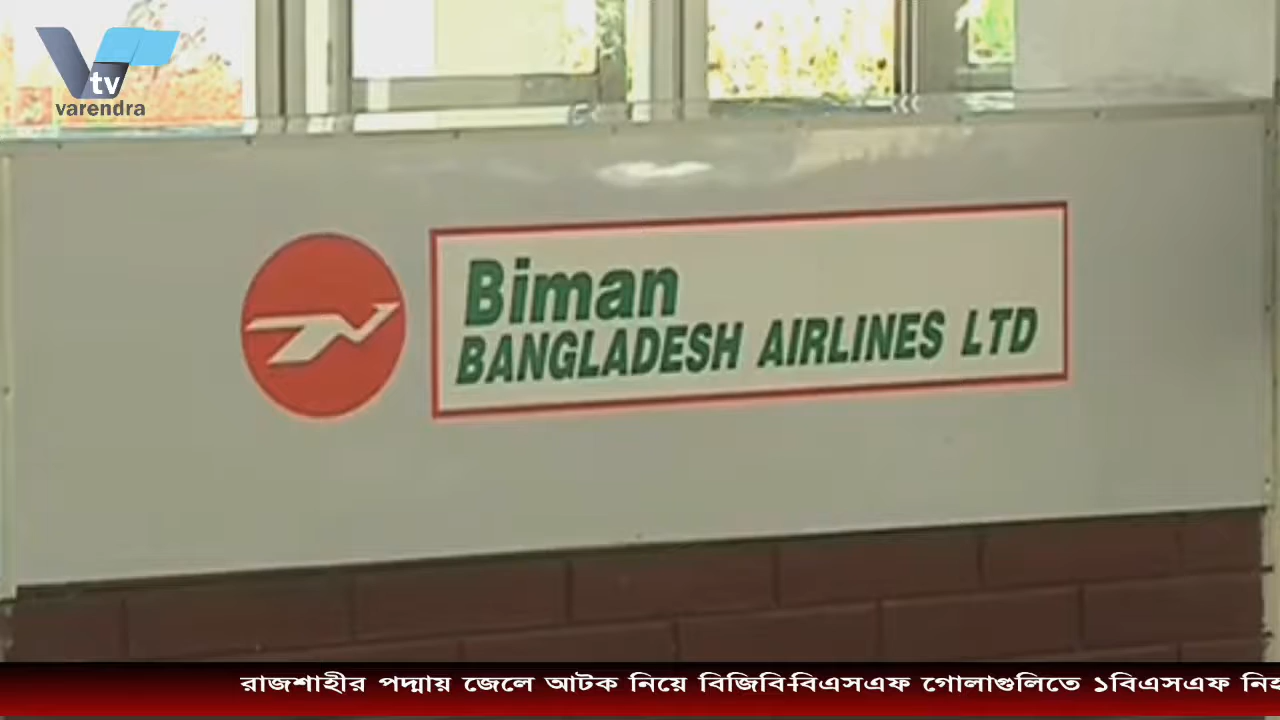 tv
varendra
Biman
BANGLADESH AIRLINES LTD
রাজশাহীর পদ্মায় জেলে আটক নিয়ে বিজিবি-বিএসএফ গোলাগুলিতে ১বিএসএফ